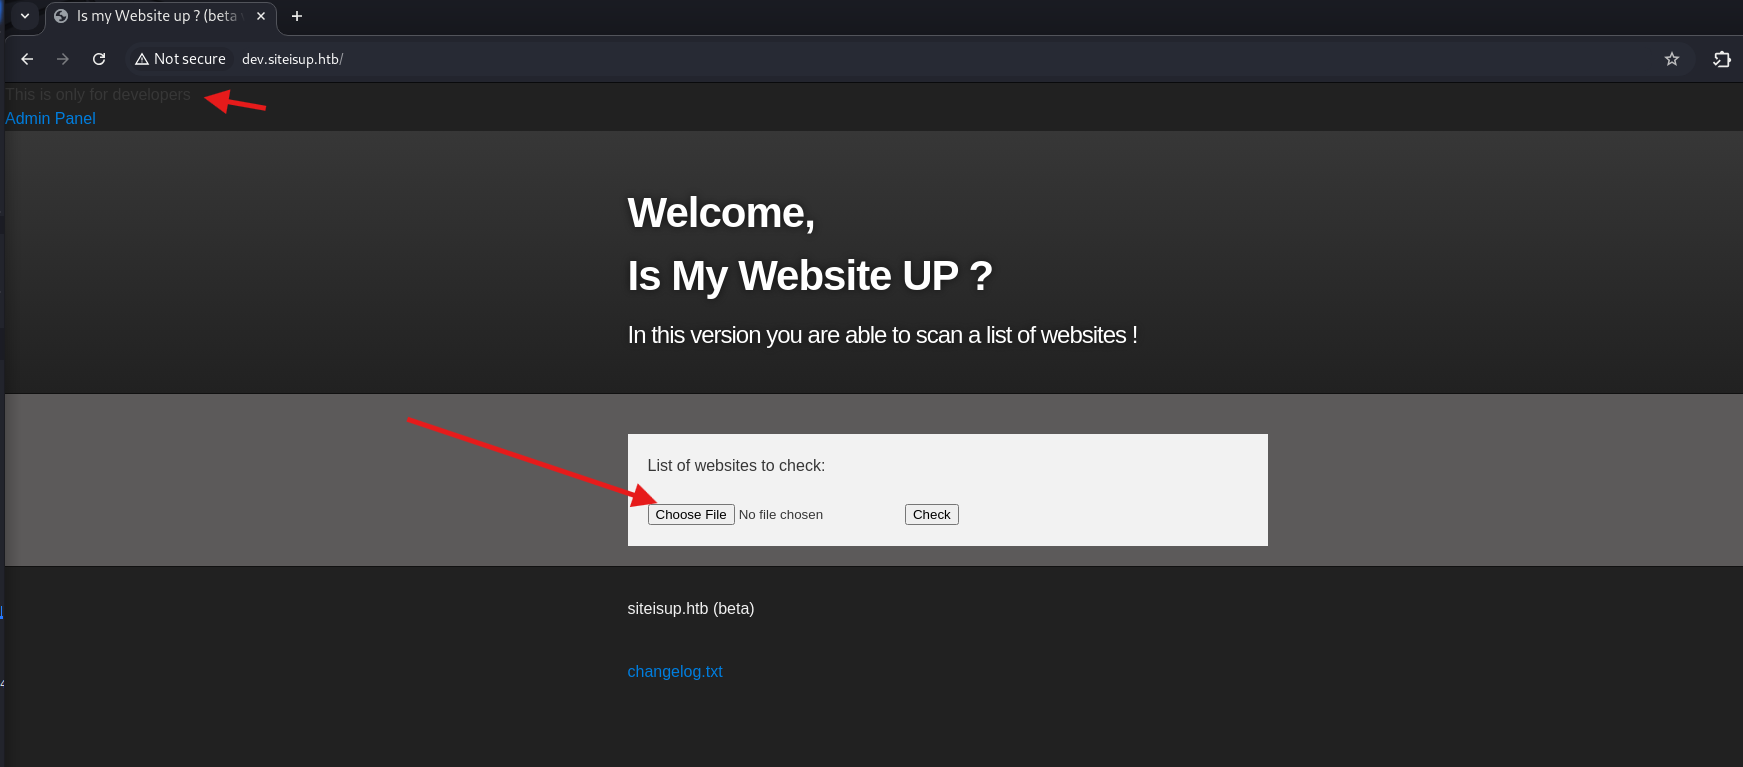 Is my Website up ? (beta
Not secure
dev.siteisup.htb/
This is only for developers
Admin Panel
Welcome,
Is My Website UP ?
In this version you are able to scan a list of websites !
List of websites to check:
Choose File No file chosen Check
siteisup.htb (beta)
changelog.txt